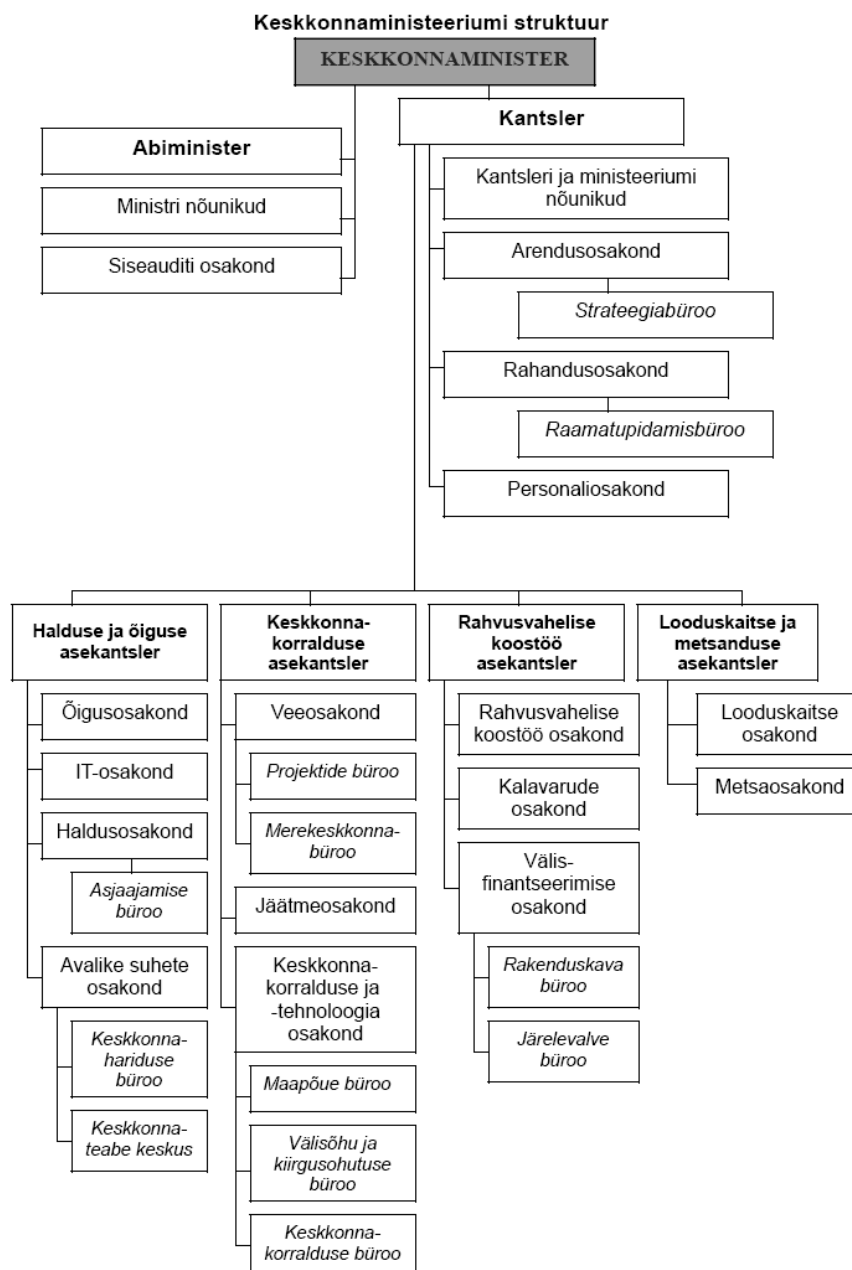 Keskkonnaministeeriumi struktuur
KESKKONNAMINISTER
Kantsler
Abiminister
Ministri nõunikud
Siseauditi osakond
Kantsleri ja ministeeriumi
nõunikud
Arendusosakond
Strateegiabüroo
Rahandusosakond
Raamatupidamisbüroo
Personaliosakond
Halduse ja õiguse
asekantsler
Õigusosakond
IT-osakond
Haldusosakond
Asjaajamise
büroo
Avalike suhete
osakond
Keskkonna-
hariduse
büroo
Keskkonna-
teabe keskus
Keskkonna-
korralduse
asekantsler
Veeosakond
Projektide büroo
Merekeskkonna-
büroo
Jäätmeosakond
Keskkonna-
korralduse ja
-tehnoloogia
osakond
Maapõue büroo
Välisõhu ja
kiirgusohutuse
büroo
Keskkonna-
korralduse büroo
Rahvusvahelise
koostöö
asekantsler
Rahvusvahelise
koostöö osakond
Kalavarude
osakond
Välis-
finantseerimise
osakond
Rakenduskava
büroo
Järelevalve
büroo
Looduskaitse ja
metsanduse
asekantsler
Looduskaitse
osakond
Metsaosakond